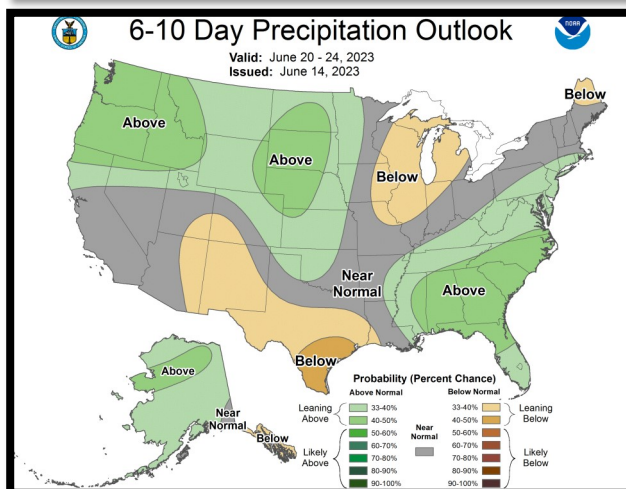 6-10 Day Precipitation Outlook
NOAA
Valid: June 20 - 24, 2023
Issued: June 14, 2023
Below
Above
Above
Below
Near
Normal
Above
Below
Above
Near
Normal
Below
Probability (Percent Chance)
Above Normal
Below Normal
Leaning
Above
33-40%
40-50%
Likely
Above
50-60%
60-70%
70-80%
80-90%
90-100%
Near
Normal
33-40%
40-50%
Leaning
Below
50-60%
60-70%
70-80%
80-90%
90-100%
Likely
Below